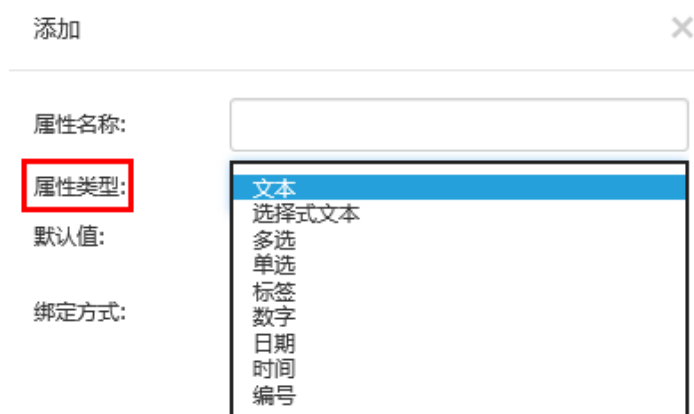 添加
属性名称:
属性类型:
文本
选择式文本
默认值:
多选
单选
标签
绑定方式:
数字
日期
时间
编号